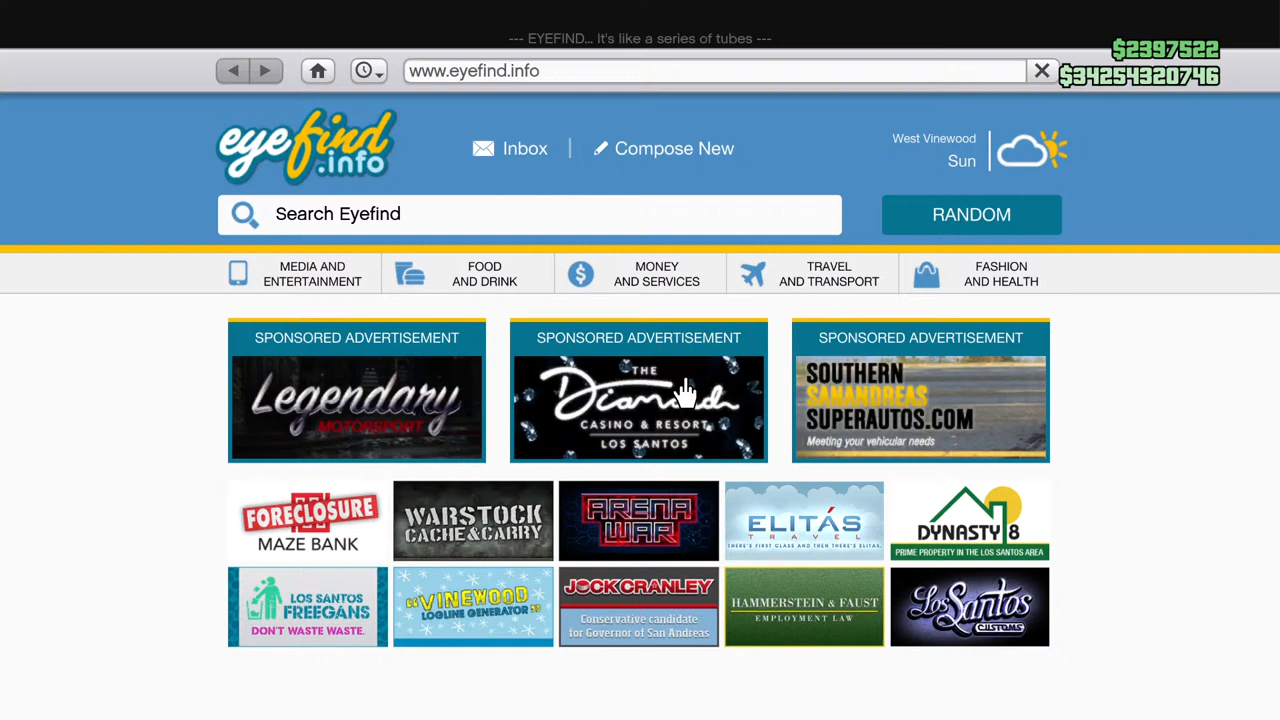 --- EYEFIND... It's like a series of tubes ---
$2397522
$34254320746
www.eyefind.info
eyefind
.info
Inbox
Compose New
West Vinewood
Sun
Search Eyefind
RANDOM
MEDIA AND
ENTERTAINMENT
FOOD
AND DRINK
MONEY
AND SERVICES
TRAVEL
AND TRANSPORT
FASHION
AND HEALTH
SPONSORED ADVERTISEMENT
Legendary
MOTORSPORT
SPONSORED ADVERTISEMENT
THE
Diamond
CASINO & RESORT
LOS SANTOS
SPONSORED ADVERTISEMENT
SOUTHERN
SANANDREAS
SUPERAUTOS.COM
Meeting your vehicular needs
FORECLOSURE
MAZE BANK
WARSTOCK
CACHE & CARRY
ARENA
WAR
ELITÁS
TRAVEL
THERE'S FIRST CLASS AND THEN THERE'S ELITAS.
DYNASTY 8
PRIME PROPERTY IN THE LOS SANTOS AREA
LOS SANTOS
FREEGANS
DON'T WASTE WASTE.
"VINEWOOD
LOGLINE GENERATOR"
JOCK CRANLEY
Conservative candidate
for Governor of San Andreas
HAMMERSTEIN & FAUST
EMPLOYMENT LAW
Los Santos
CUSTOMS